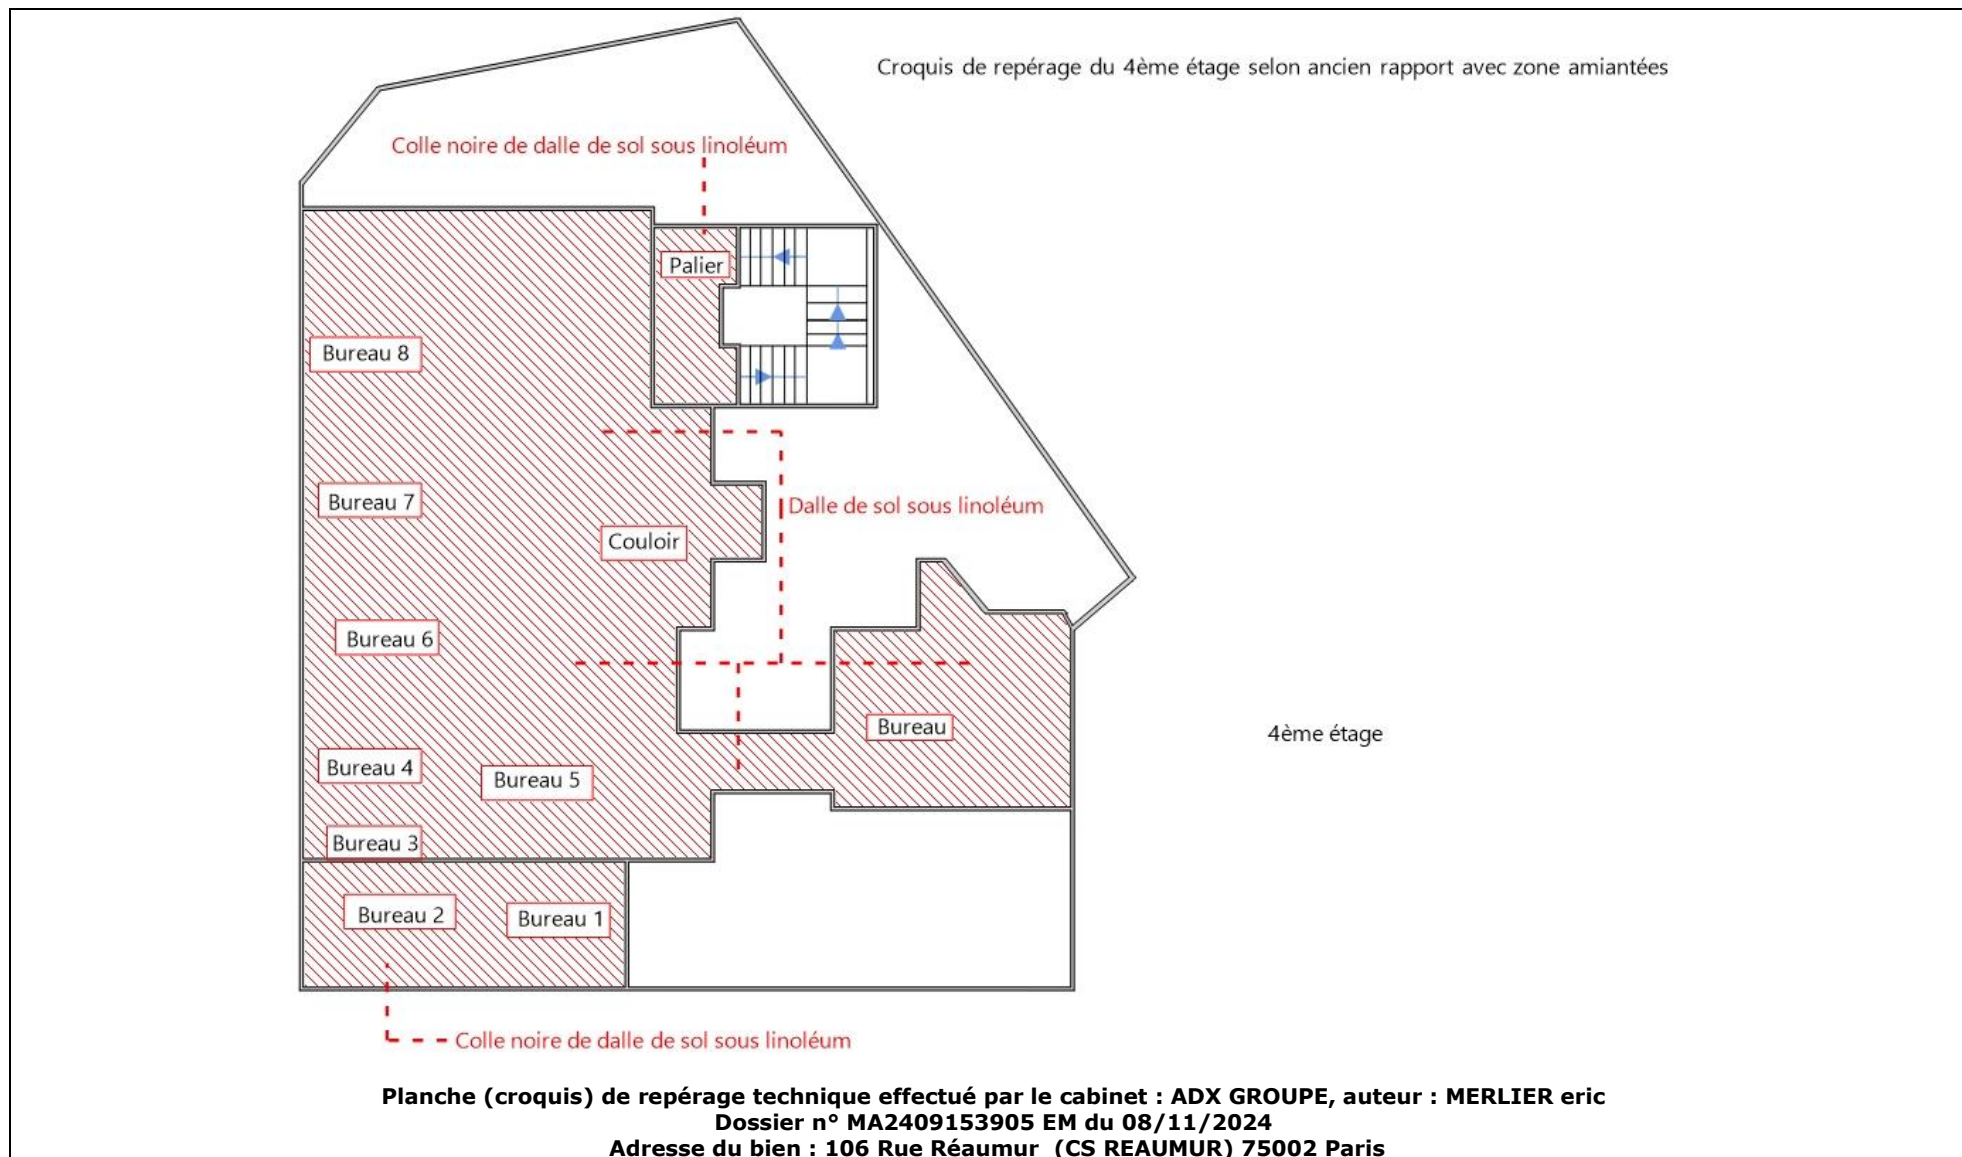 Croquis de repérage du 4ème étage selon ancien rapport avec zone amiantées
Colle noire de dalle de sol sous linoléum
Palier
Bureau 8
Bureau 7
Dalle de sol sous linoléum
Couloir
Bureau 6
Bureau
4ème étage
Bureau 4
Bureau 5
Bureau 3
Bureau 2
Bureau 1
Colle noire de dalle de sol sous linoléum
Planche (croquis) de repérage technique effectué par le cabinet : ADX GROUPE, auteur : MERLIER eric
Dossier n° MA2409153905 EM du 08/11/2024
Adresse du bien : 106 Rue Réaumur (CS REAUMUR) 75002 Paris